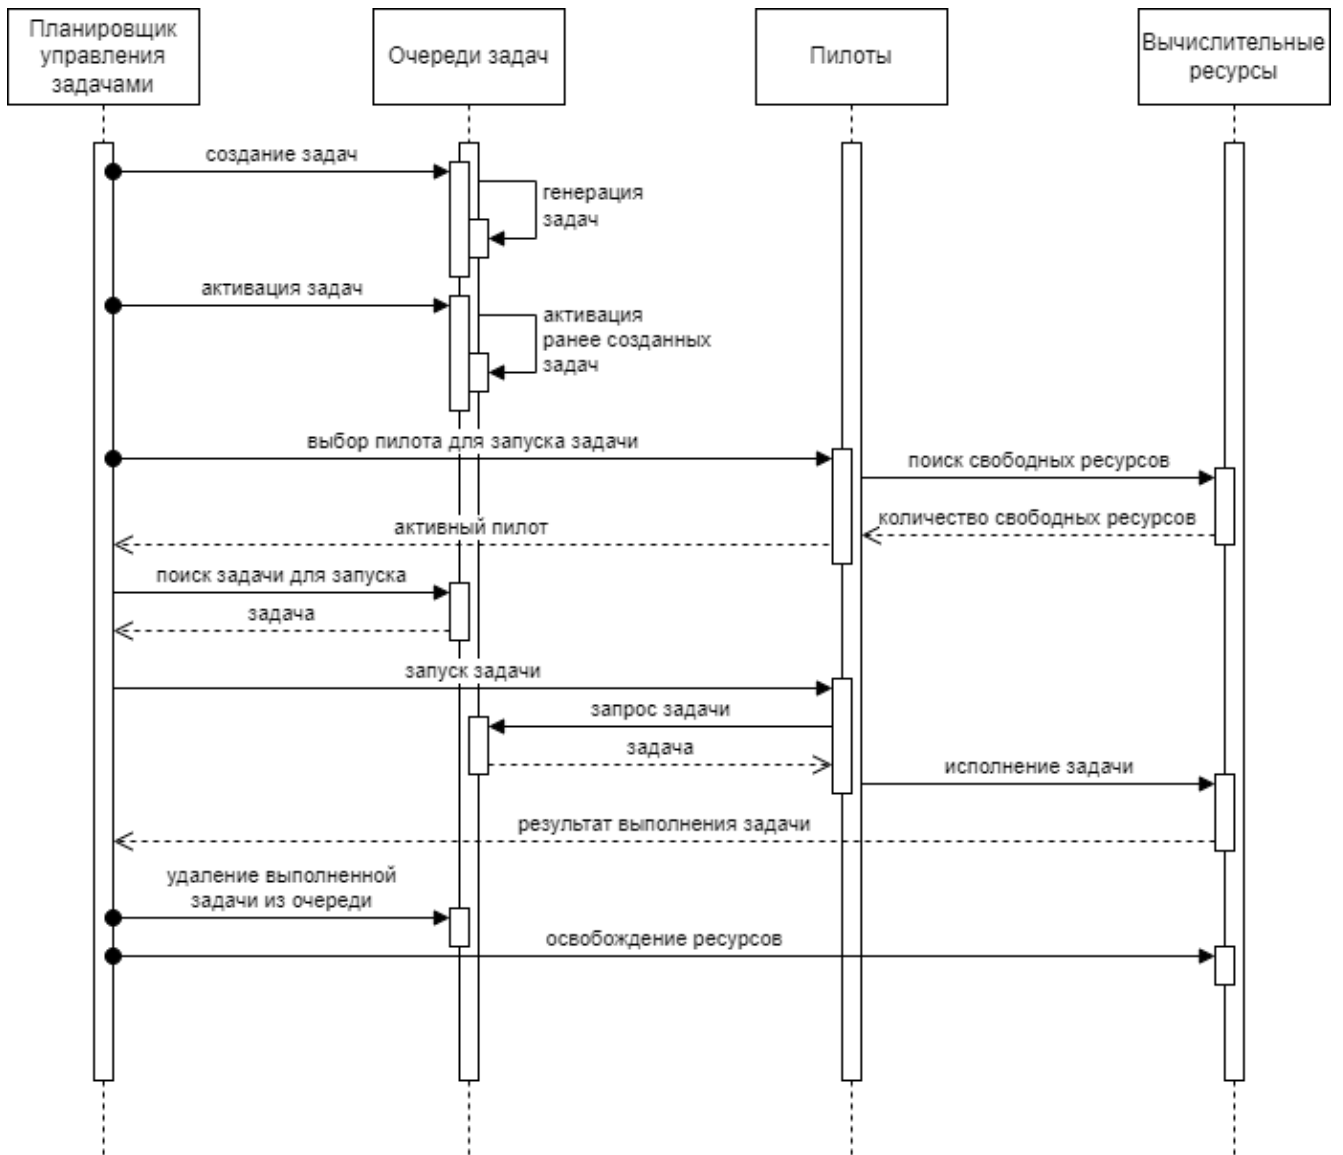 Планировщик
управления
задачами
Очереди задач
Пилоты
Вычислительные
ресурсы
создание задач
генерация
задач
активация задач
активация
ранее созданных
задач
выбор пилота для запуска задачи
поиск свободных ресурсов
количество свободных ресурсов
активный пилот
поиск задачи для запуска
задача
запуск задачи
запрос задачи
задача
исполнение задачи
результат выполнения задачи
удаление выполненной
задачи из очереди
освобождение ресурсов